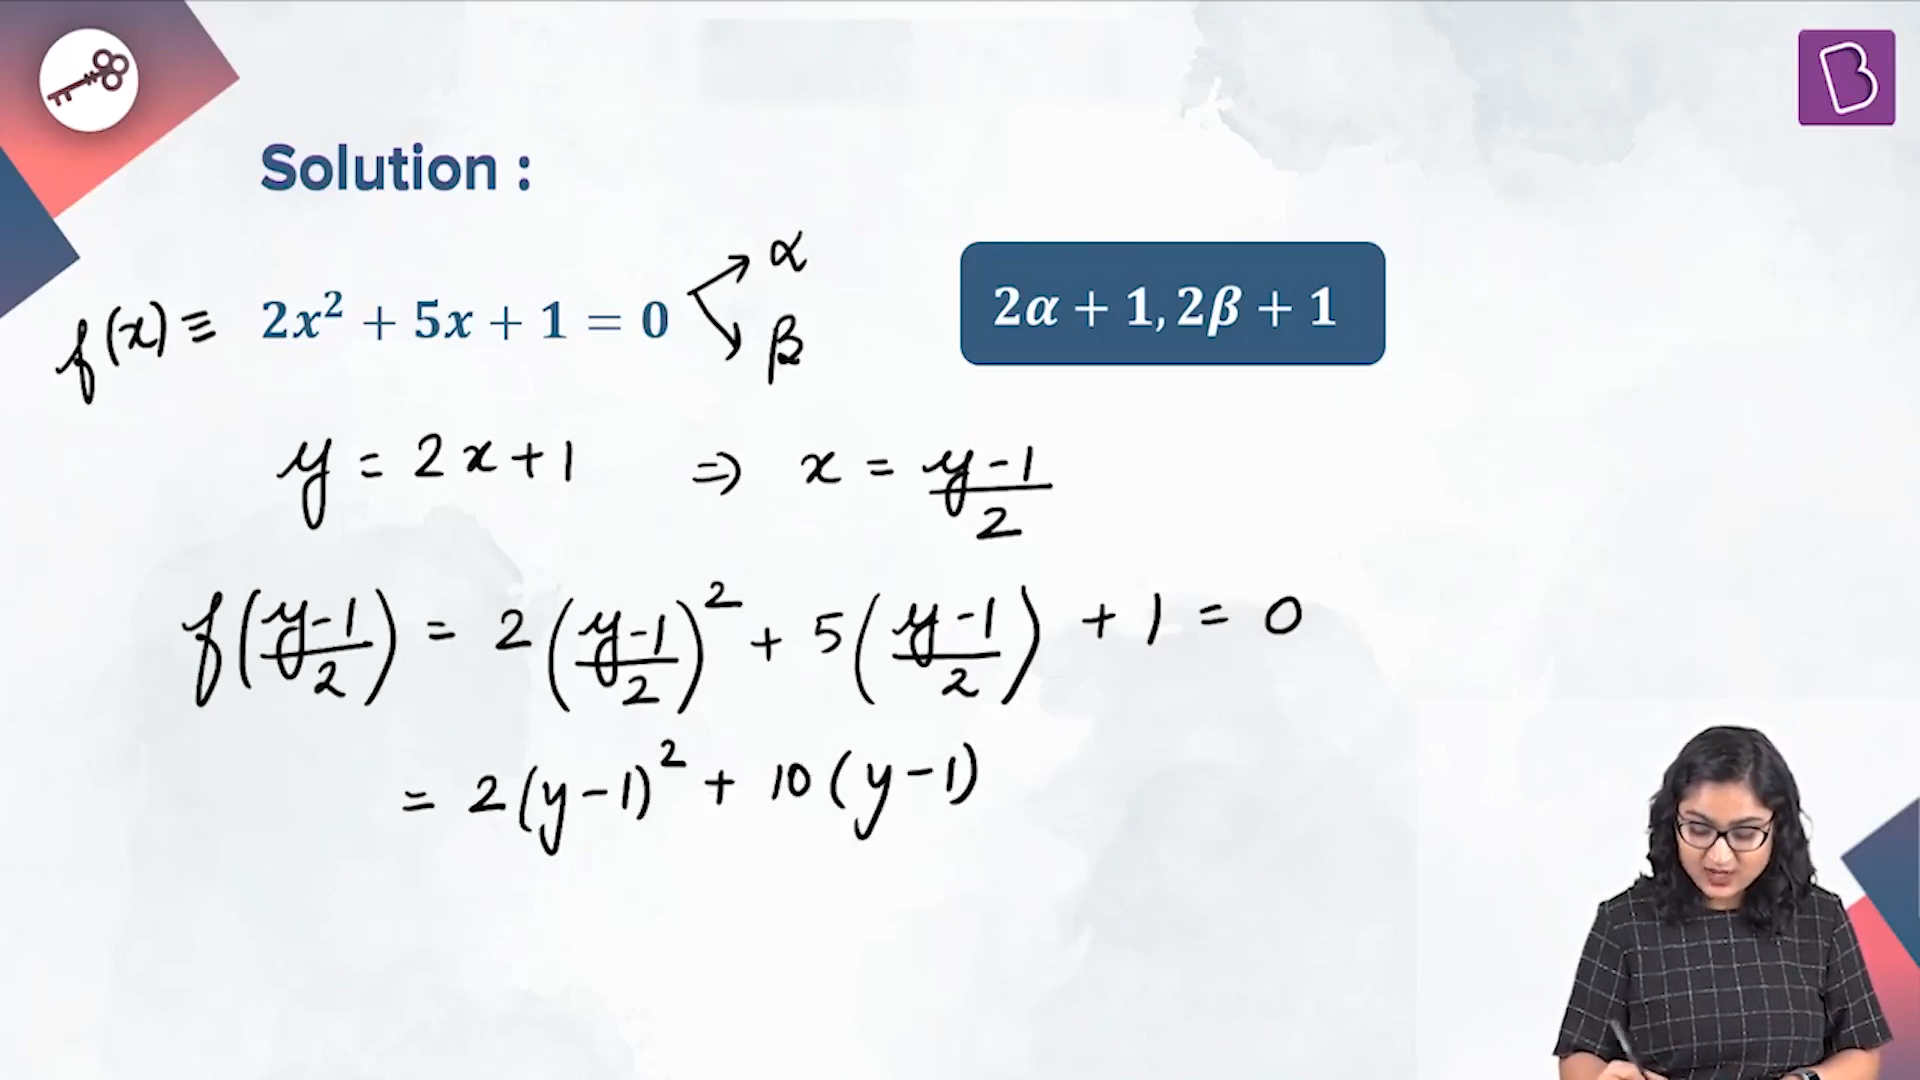 Solution :
f(x) ≡ 2x² + 5x + 1 = 0
α
β
2α + 1, 2β + 1
y = 2x+1 ⇒ x = (y-1)/2
f((y-1)/2) = 2((y-1)/2)² + 5((y-1)/2) + 1 = 0
= 2(y-1)² + 10(y-1)
B